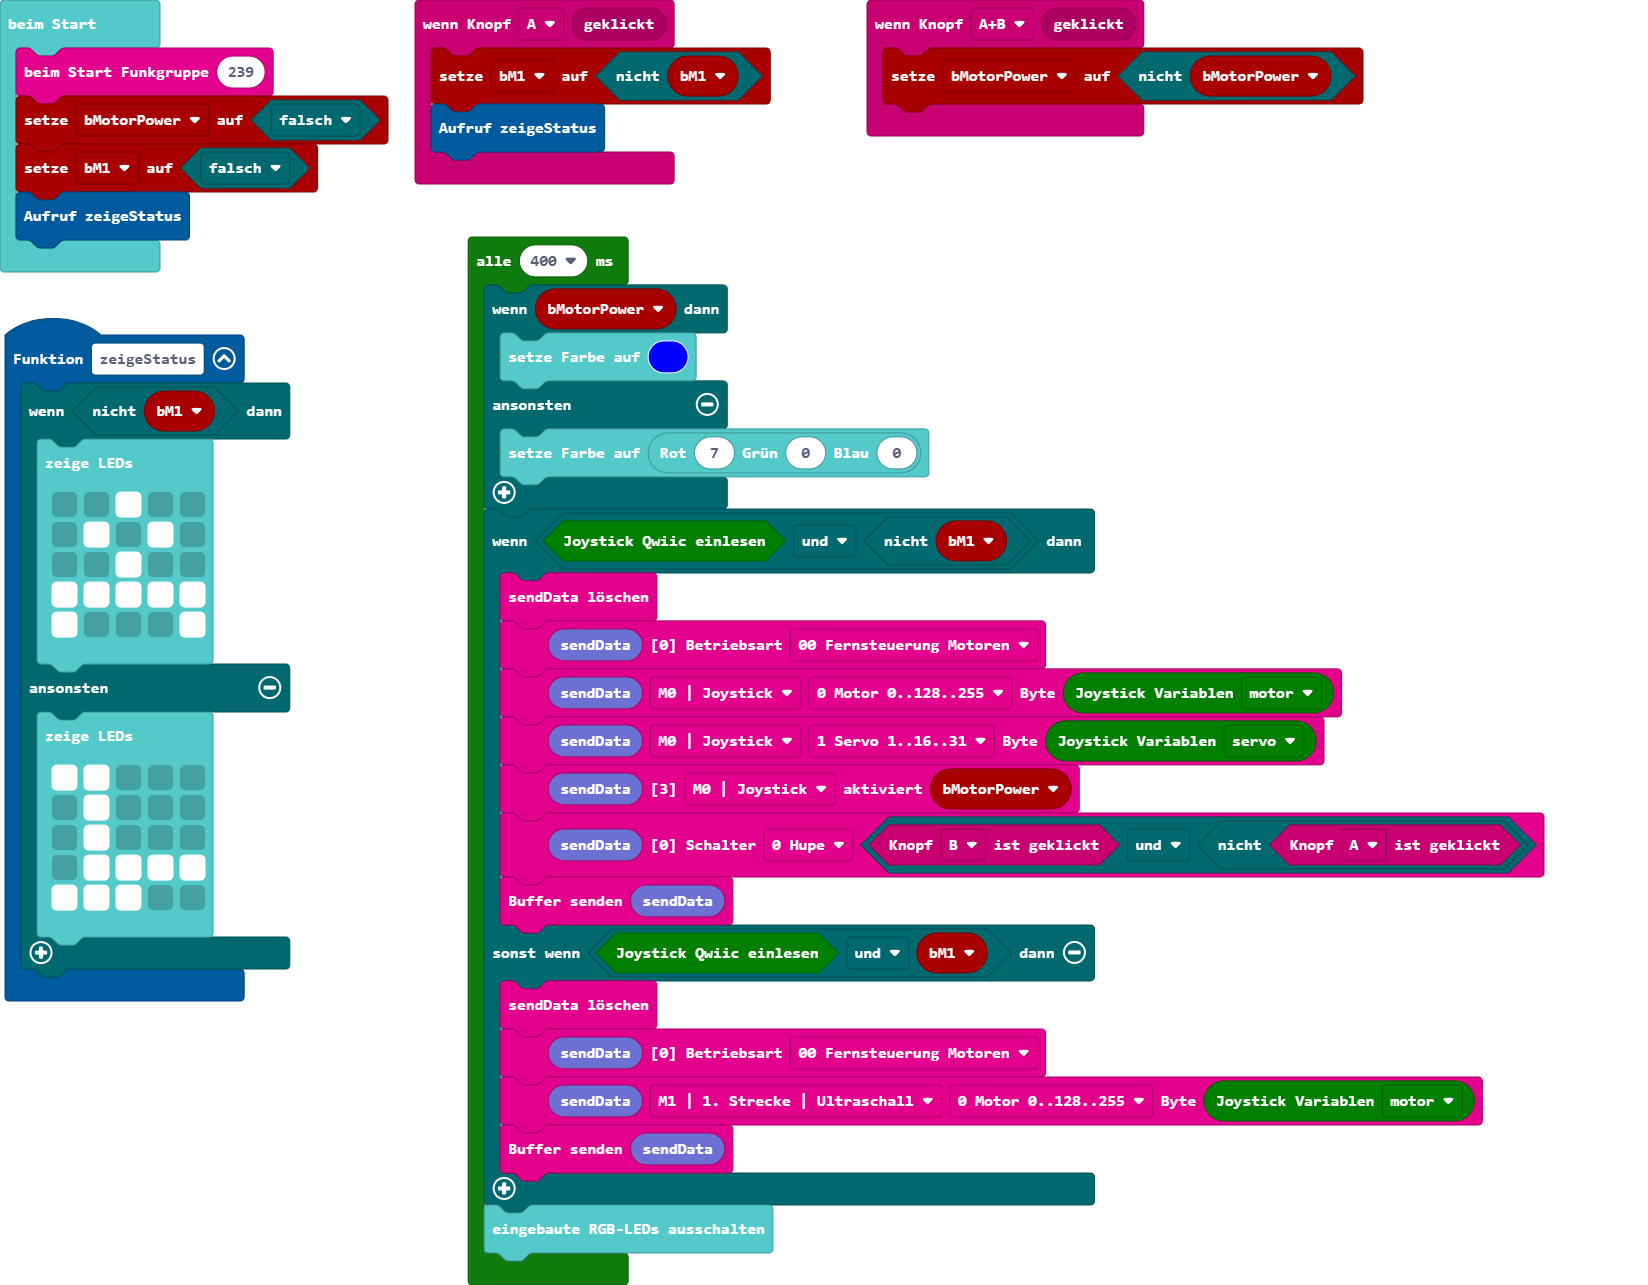 beim Start
beim Start Funkgruppe 239
setze bMotorPower auf falsch
setze bM1 auf falsch
Aufruf zeigeStatus
wenn Knopf A geklickt
setze bM1 auf nicht bM1
Aufruf zeigeStatus
wenn Knopf A+B geklickt
setze bMotorPower auf nicht bMotorPower
Funktion zeigeStatus
wenn nicht bM1 dann
zeige LEDs
ansonsten
zeige LEDs
alle 400 ms
wenn bMotorPower dann
setze Farbe auf
ansonsten
setze Farbe auf Rot 7 Grün 0 Blau 0
wenn Joystick Qwiic einlesen und nicht bM1 dann
sendData löschen
sendData [0] Betriebsart 00 Fernsteuerung Motoren
sendData M0 | Joystick 0 Motor 0..128..255 Byte Joystick Variablen motor
sendData M0 | Joystick 1 Servo 1..16..31 Byte Joystick Variablen servo
sendData [3] M0 | Joystick aktiviert bMotorPower
sendData [0] Schalter 0 Hupe Knopf B ist geklickt und nicht Knopf A ist geklickt
Buffer senden sendData
sonst wenn Joystick Qwiic einlesen und bM1 dann
sendData löschen
sendData [0] Betriebsart 00 Fernsteuerung Motoren
sendData M1 | 1. Strecke | Ultraschall 0 Motor 0..128..255 Byte Joystick Variablen motor
Buffer senden sendData
eingebaute RGB-LEDs ausschalten